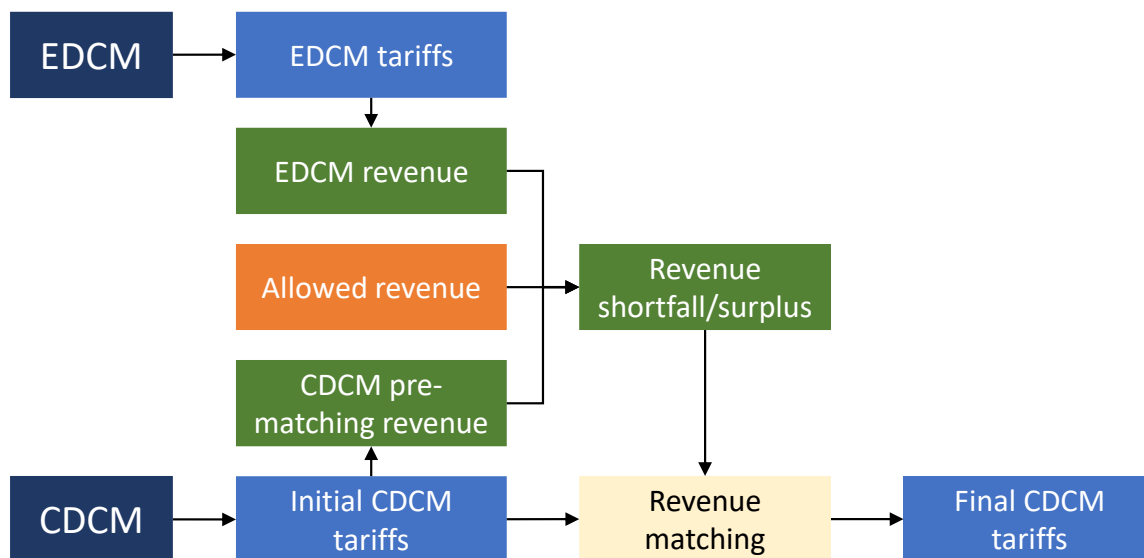 EDCM
EDCM tariffs
EDCM revenue
Allowed revenue
Revenue
shortfall/surplus
CDCM pre-
matching revenue
CDCM
Initial CDCM
tariffs
Revenue
matching
Final CDCM
tariffs